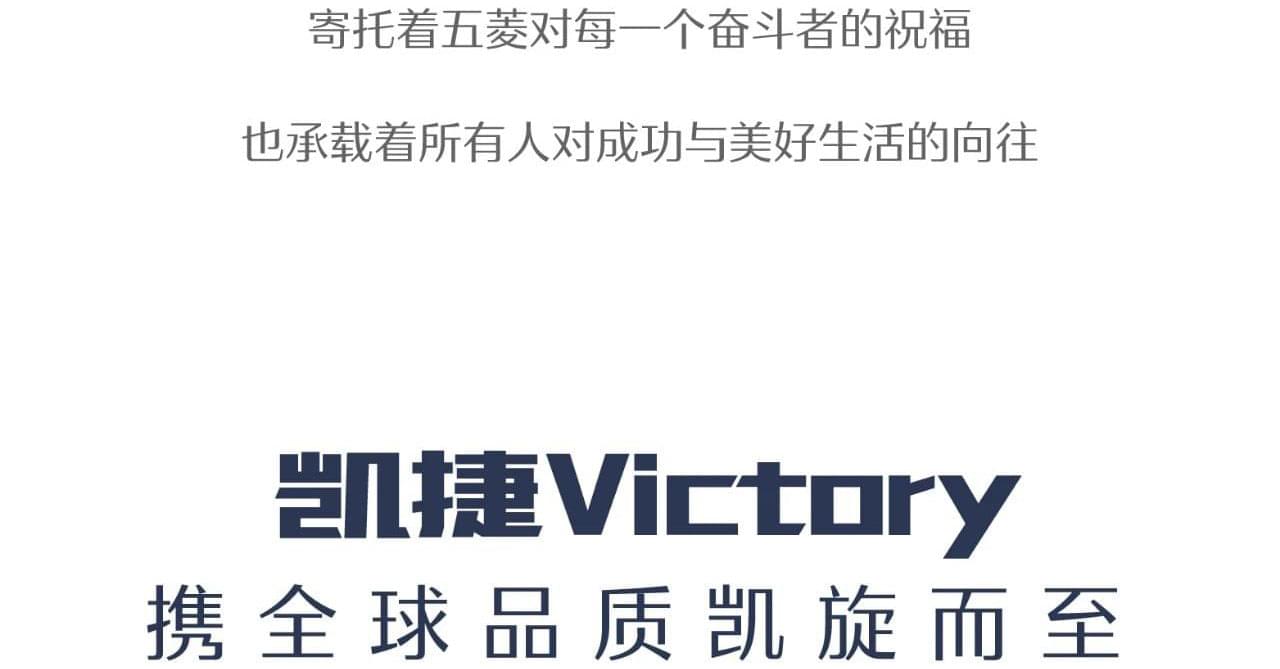 寄托着五菱对每一个奋斗者的祝福
也承载着所有人对成功与美好生活的向往
凯捷Victory
携全球品质凯旋而至